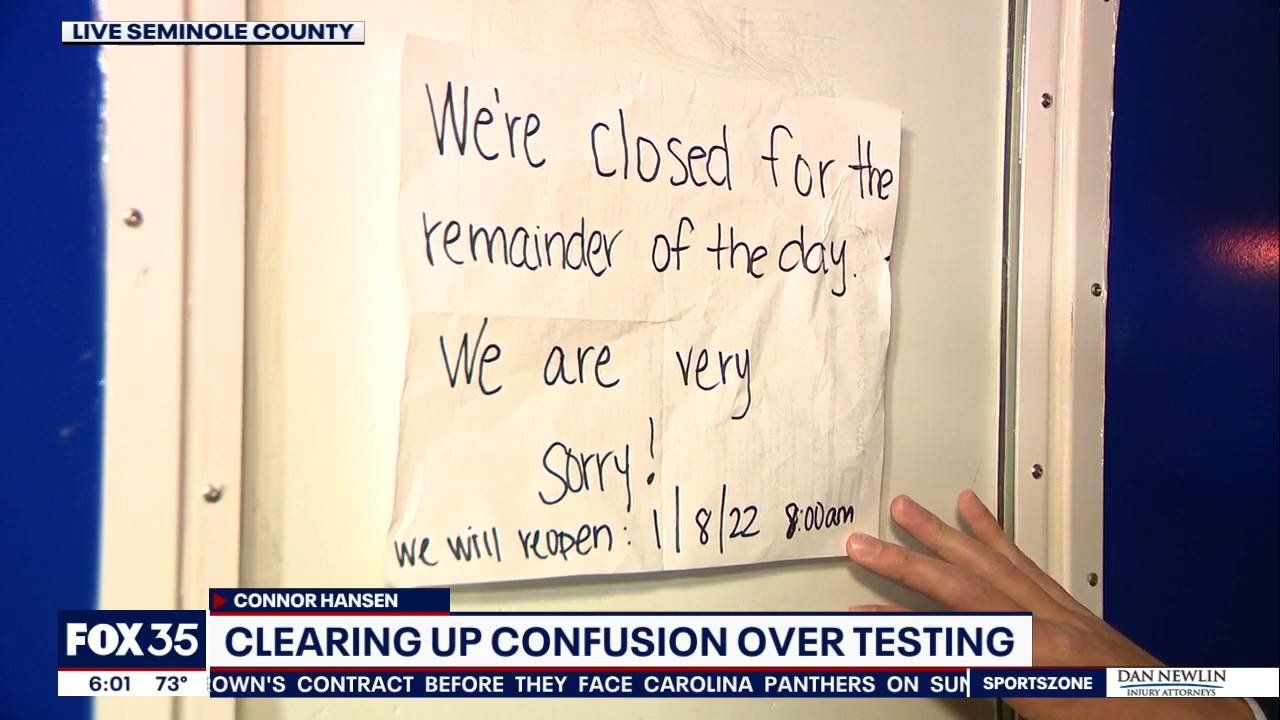 LIVE SEMINOLE COUNTY
We're closed for the
remainder of the day.
We are very
sorry!
we will reopen: 1/8/22 8:00am
CONNOR HANSEN
FOX 35
CLEARING UP CONFUSION OVER TESTING
6:01 73°
CONTRACT BEFORE THEY FACE CAROLINA PANTHERS ON
SPORTSZONE
DAN NEWLIN
INJURY ATTORNEYS